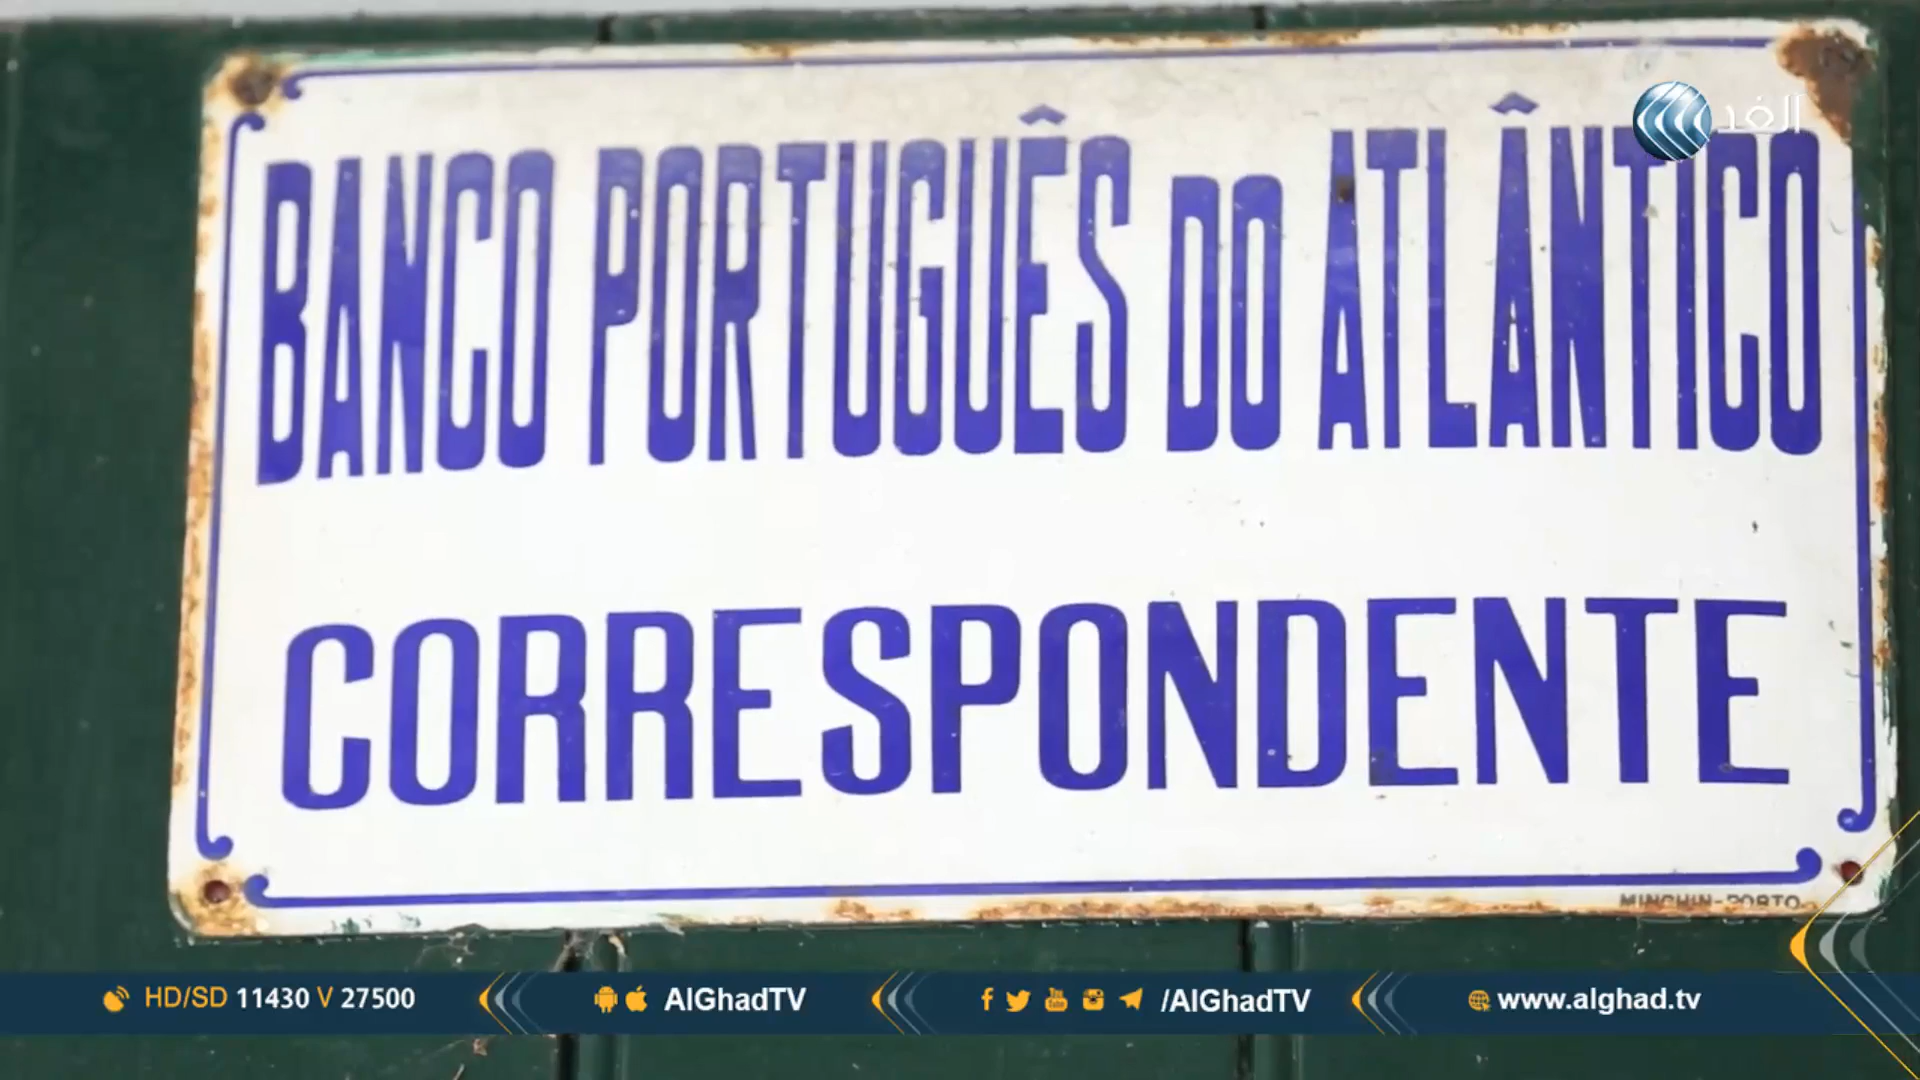 الغد
BANCO PORTUGUÊS DO ATLÂNTICO
CORRESPONDENTE
MINCHIN-PORTO
HD/SD 11430 V 27500
AlGhadTV
/AlGhadTV
www.alghad.tv